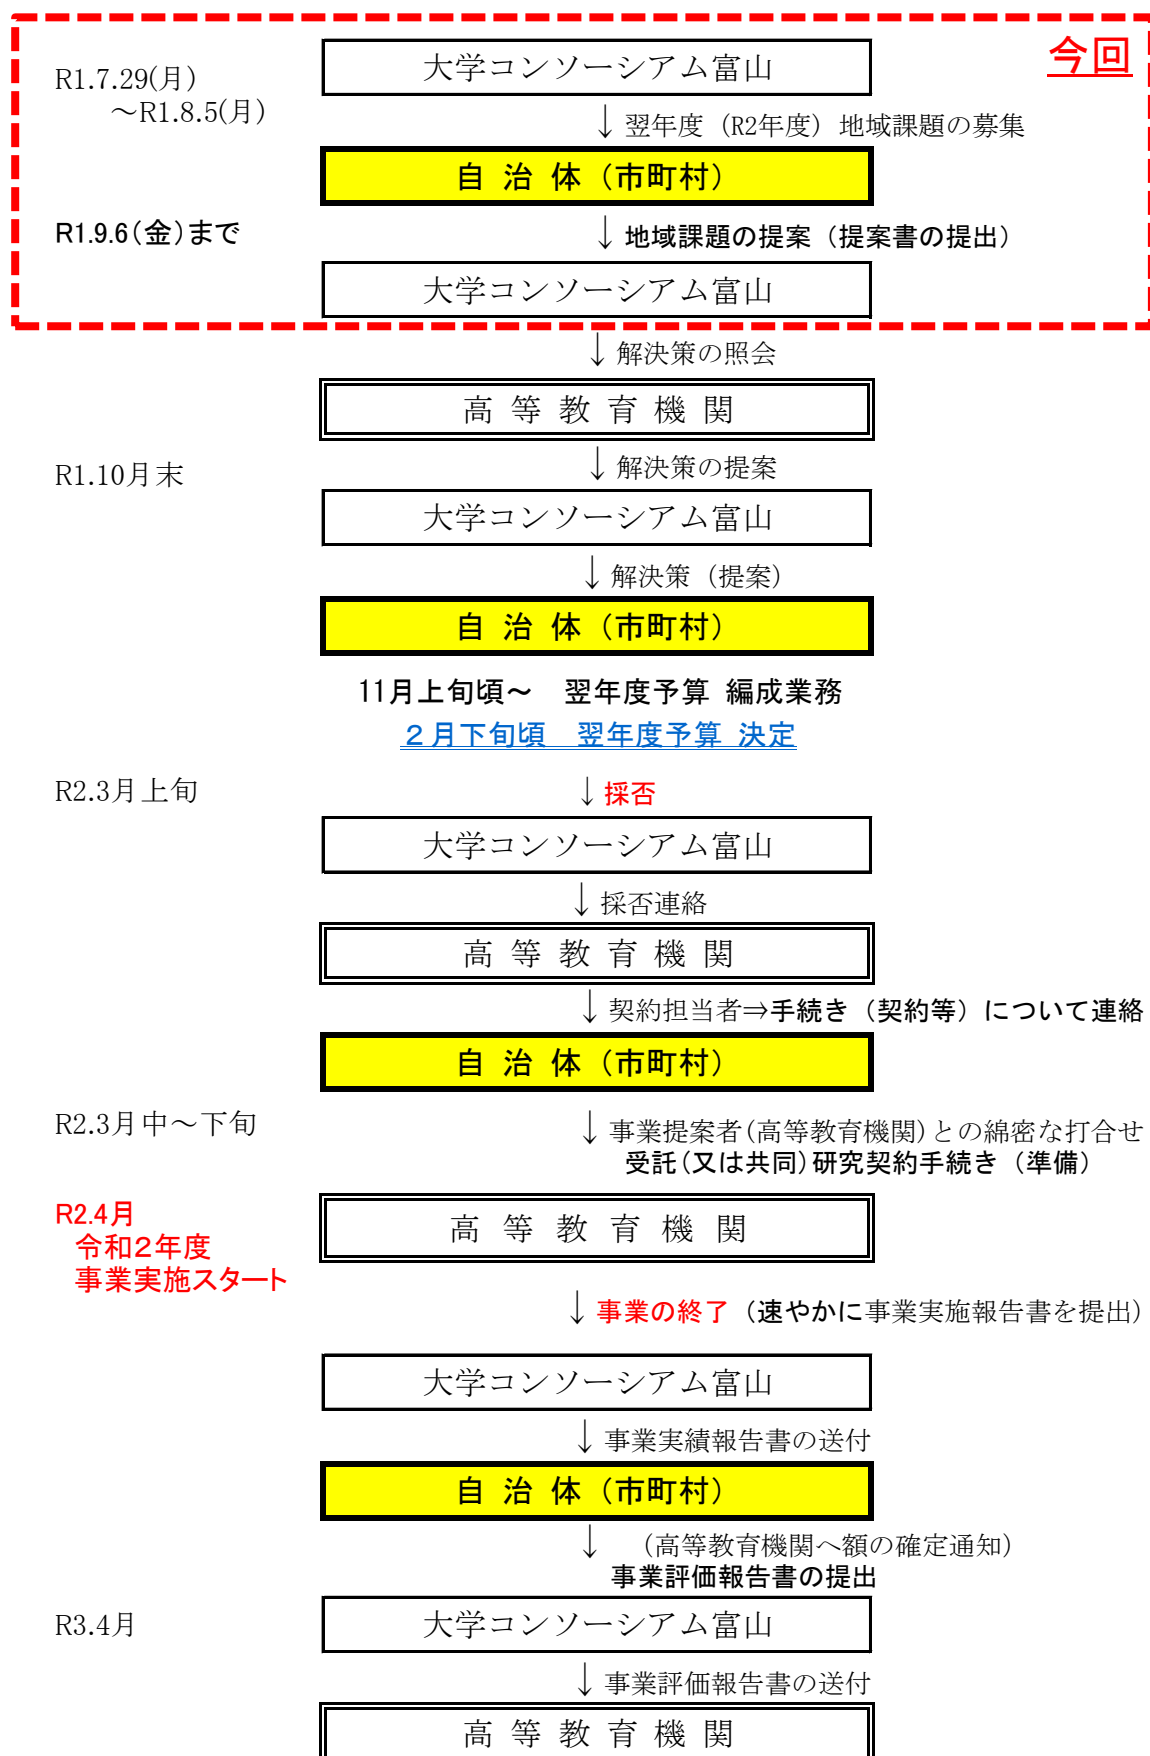 今回
大学コンソーシアム富山
R1.7.29(月)
～R1.8.5(月)
↓翌年度（R2年度）地域課題の募集
自 治 体（市町村）
R1.9.6(金)まで
↓地域課題の提案（提案書の提出）
大学コンソーシアム富山
↓解決策の照会
高 等 教 育 機 関
R1.10月末
↓解決策の提案
大学コンソーシアム富山
↓解決策（提案）
自 治 体（市町村）
11月上旬頃～　翌年度予算 編成業務
２月下旬頃　翌年度予算 決定
R2.3月上旬
↓採否
大学コンソーシアム富山
↓採否連絡
高 等 教 育 機 関
↓契約担当者⇒手続き（契約等）について連絡
自 治 体（市町村）
R2.3月中～下旬
↓事業提案者(高等教育機関)との綿密な打合せ
受託(又は共同)研究契約手続き（準備）
R2.4月
令和２年度
事業実施スタート
高 等 教 育 機 関
↓事業の終了（速やかに事業実施報告書を提出）
大学コンソーシアム富山
↓事業実績報告書の送付
自 治 体（市町村）
↓（高等教育機関へ額の確定通知）
事業評価報告書の提出
R3.4月
大学コンソーシアム富山
↓事業評価報告書の送付
高 等 教 育 機 関